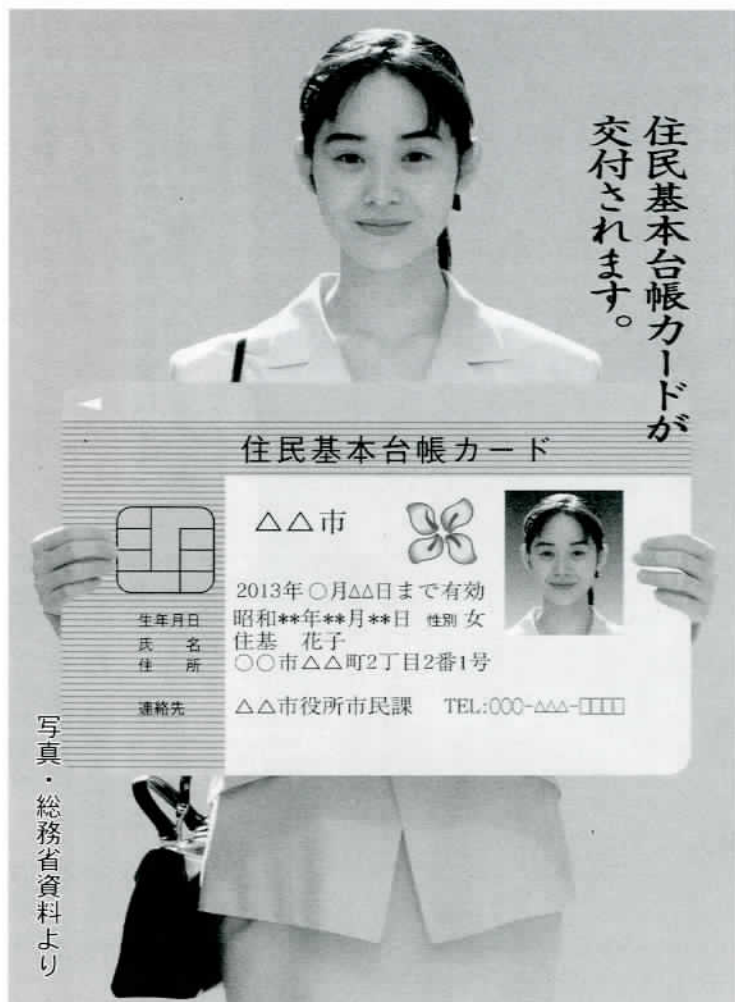 住民基本台帳カードが
交付されます。
住民基本台帳カード
△△市
2013年○月△△日まで有効
生年月日 昭和**年**月**日 性別 女
氏 名 住基 花子
住 所 ○○市△△町2丁目2番1号
連絡先 △△市役所市民課 TEL:○○○-△△△-□□□□
写真・総務省資料より